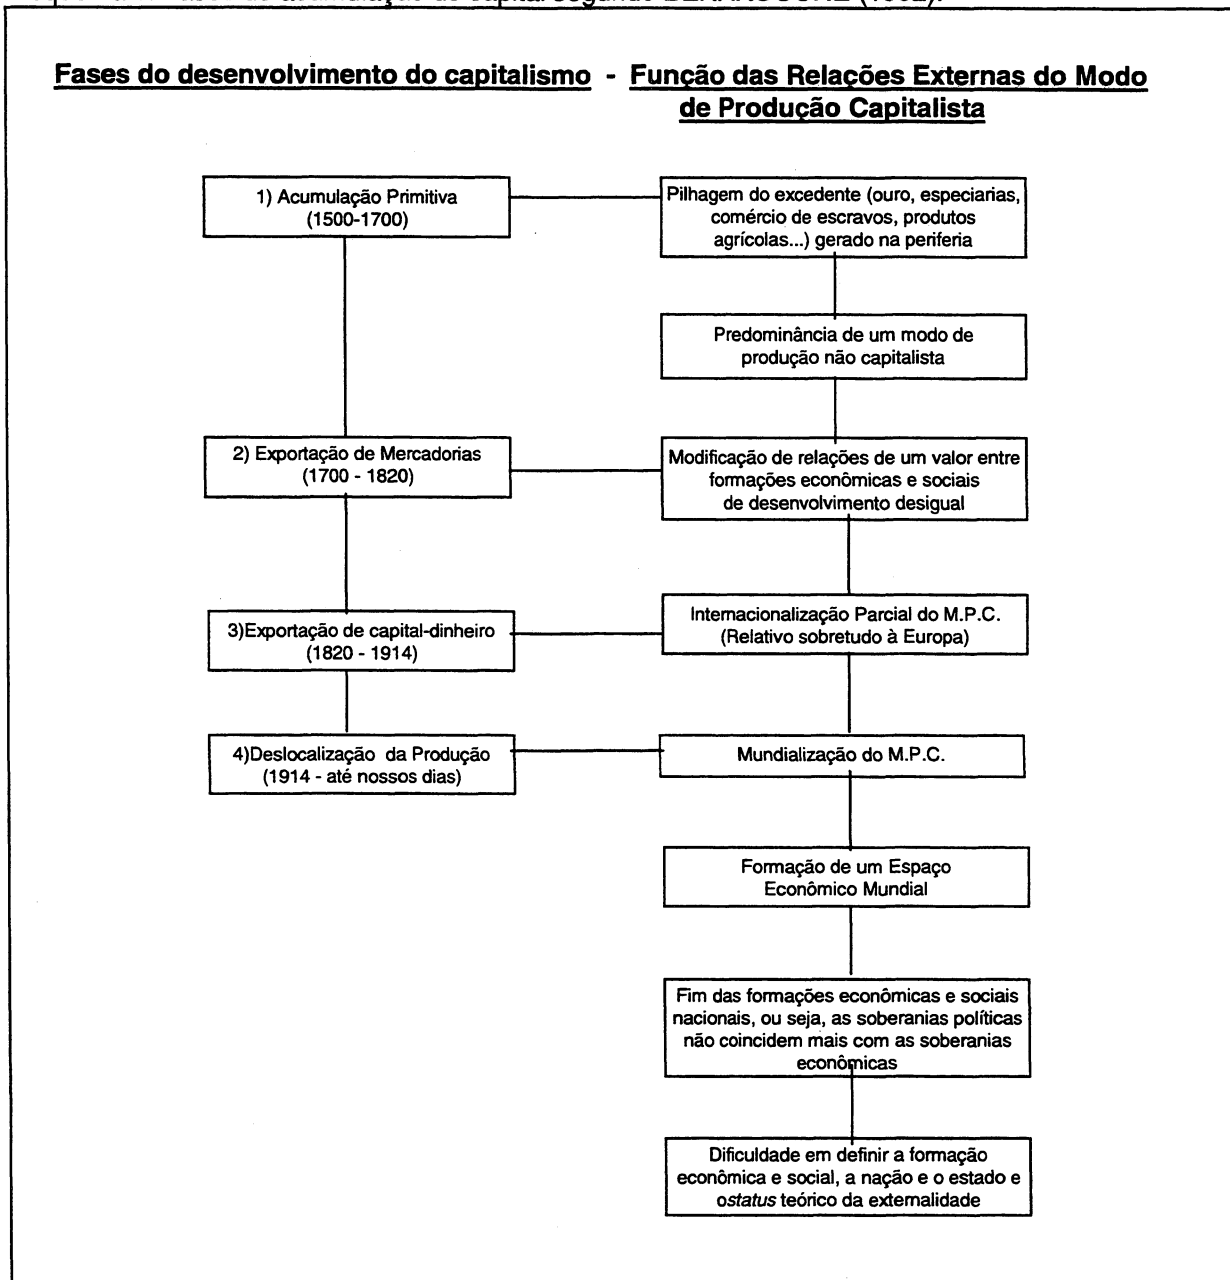 acumulação de capital segundo
Fases do desenvolvimento do capitalismo - Função das Relações Externas do Modo
de Produção Capitalista
1) Acumulação Primitiva
(1500-1700)
Pilhagem do excedente (ouro, especiarias,
comércio de escravos, produtos
agrícolas...) gerado na periferia
Predominância de um modo de
produção não capitalista
2) Exportação de Mercadorias
(1700 - 1820)
Modificação de relações de um valor entre
formações econômicas e sociais
de desenvolvimento desigual
3)Exportação de capital-dinheiro
(1820 - 1914)
Internacionalização Parcial do M.P.C.
(Relativo sobretudo à Europa)
4)Deslocalização da Produção
(1914 - até nossos dias)
Mundialização do M.P.C.
Formação de um Espaço
Econômico Mundial
Fim das formações econômicas e sociais
nacionais, ou seja, as soberanias políticas
não coincidem mais com as soberanias
econômicas
Dificuldade em definir a formação
econômica e social, a nação e o estado e
ostatus teórico da externalidade